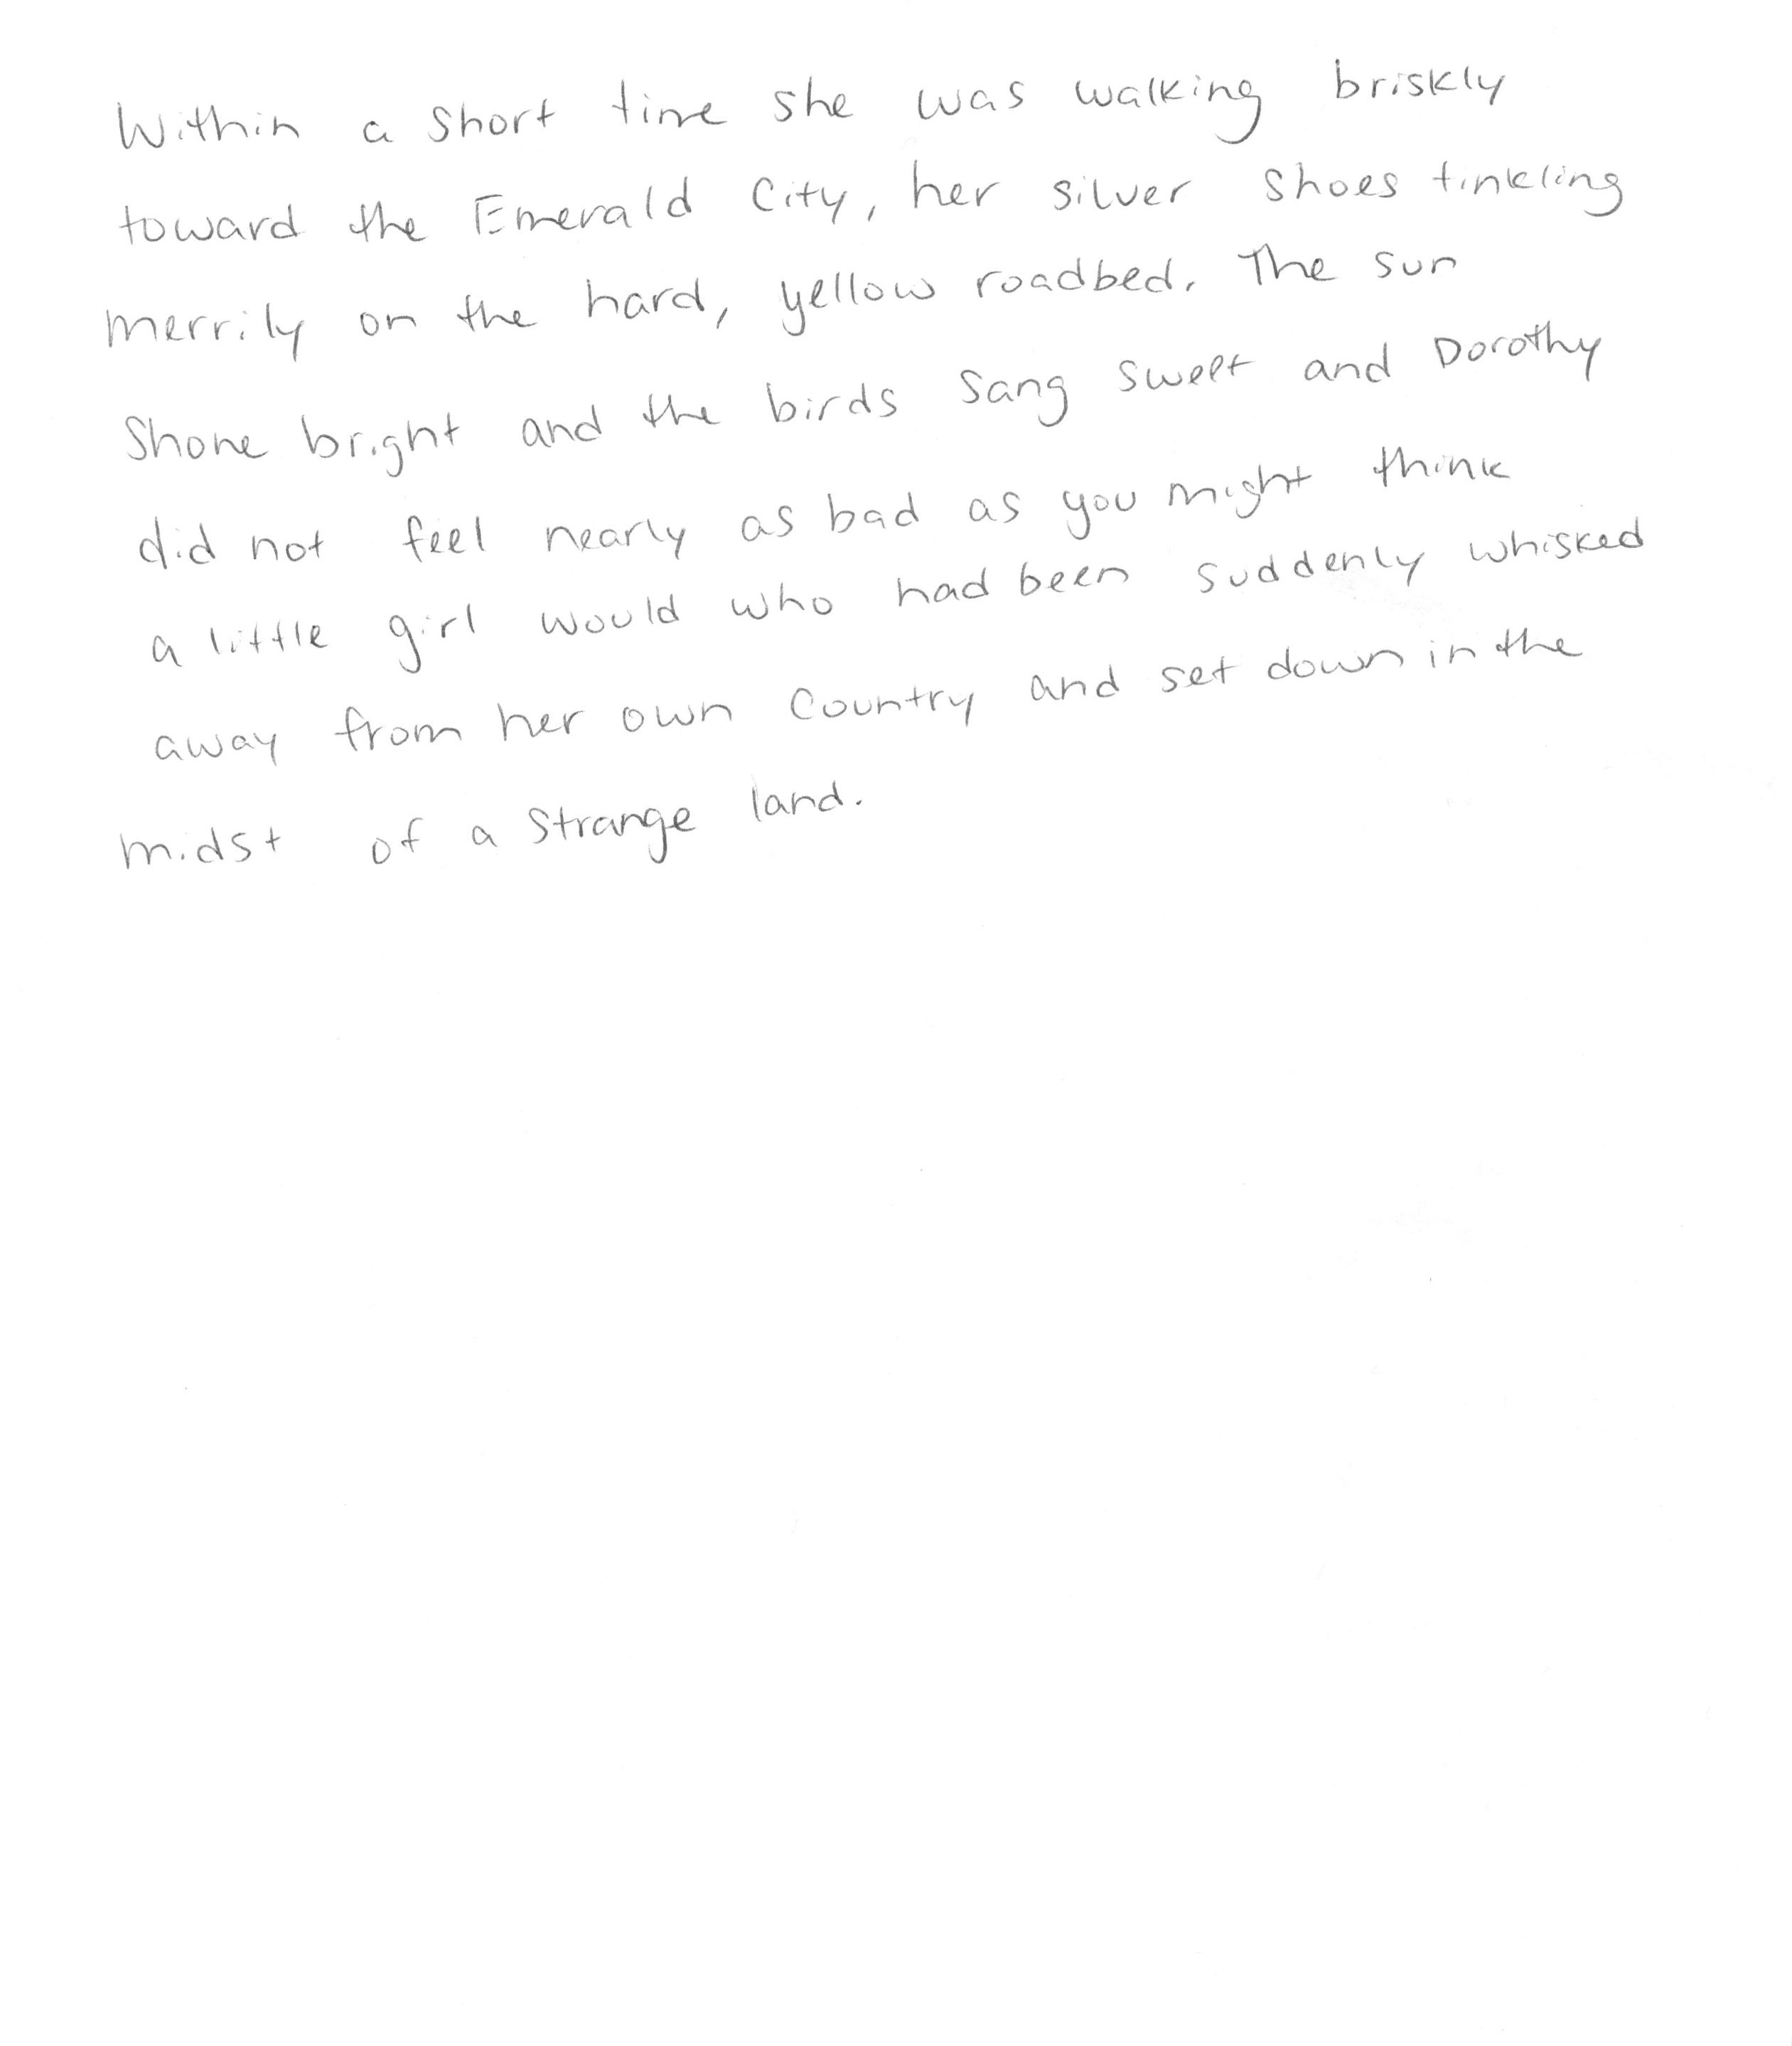 Within a short time she was walking briskly
toward the Emerald City, her silver shoes tinkling
merrily on the hard, yellow roadbed. The sun
shone bright and the birds sang sweet and Dorothy
did not feel nearly as bad as you might think
a little girl would who had been suddenly whisked
away from her own country and set down in the
midst of a strange land.